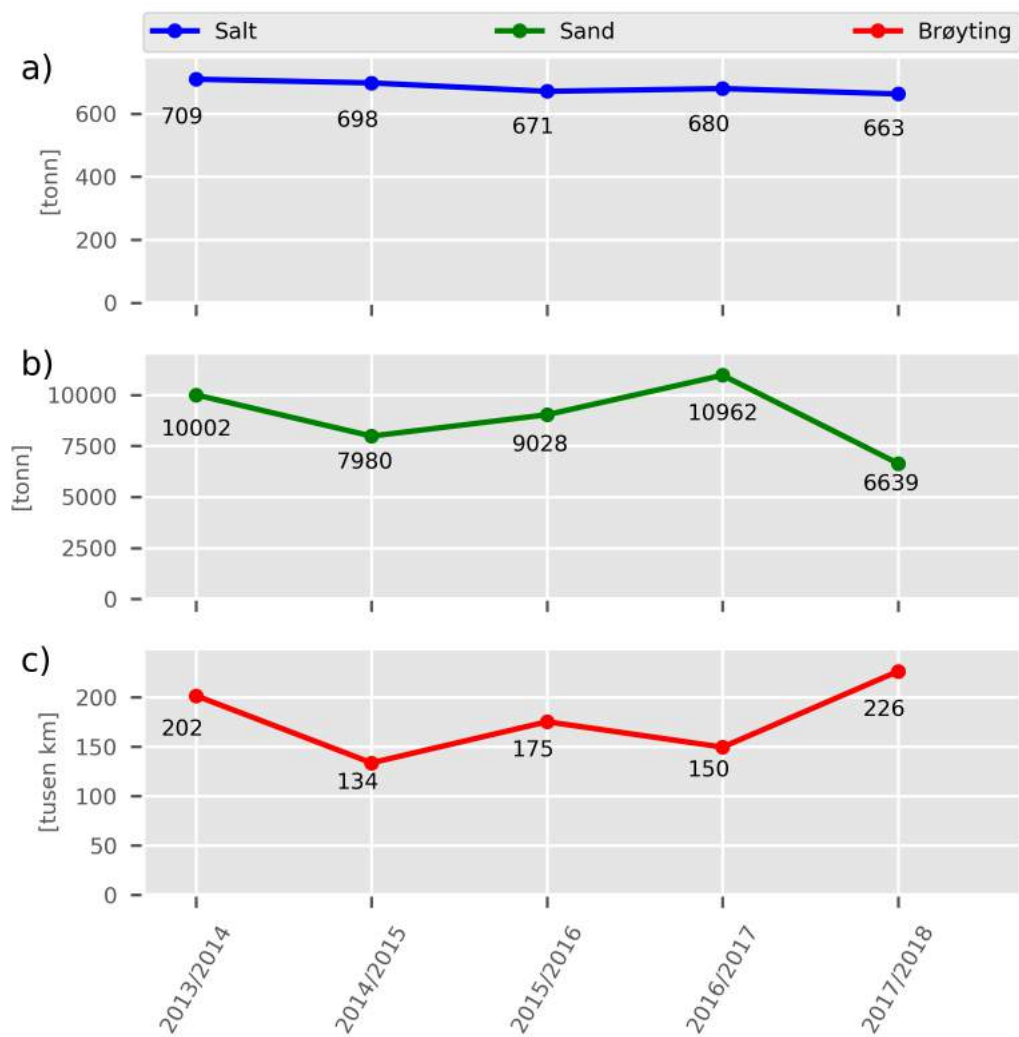 Salt Sand Brøyting
a)
600
400
200
0
[tonn]
709 698 671 680 663
b)
10000
7500
5000
2500
0
[tonn]
10002 7980 9028 10962 6639
c)
200
150
100
50
0
[tusen km]
202 134 175 150 226
2013/2014 2014/2015 2015/2016 2016/2017 2017/2018